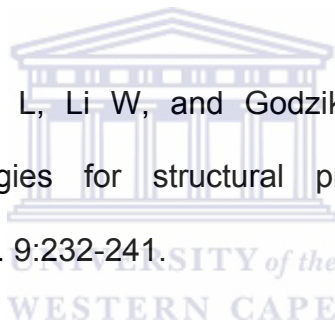 L, Li W, and Godzik
gies for structural p
. 9:232-241.
UNIVERSITY of the
WESTERN CAPE